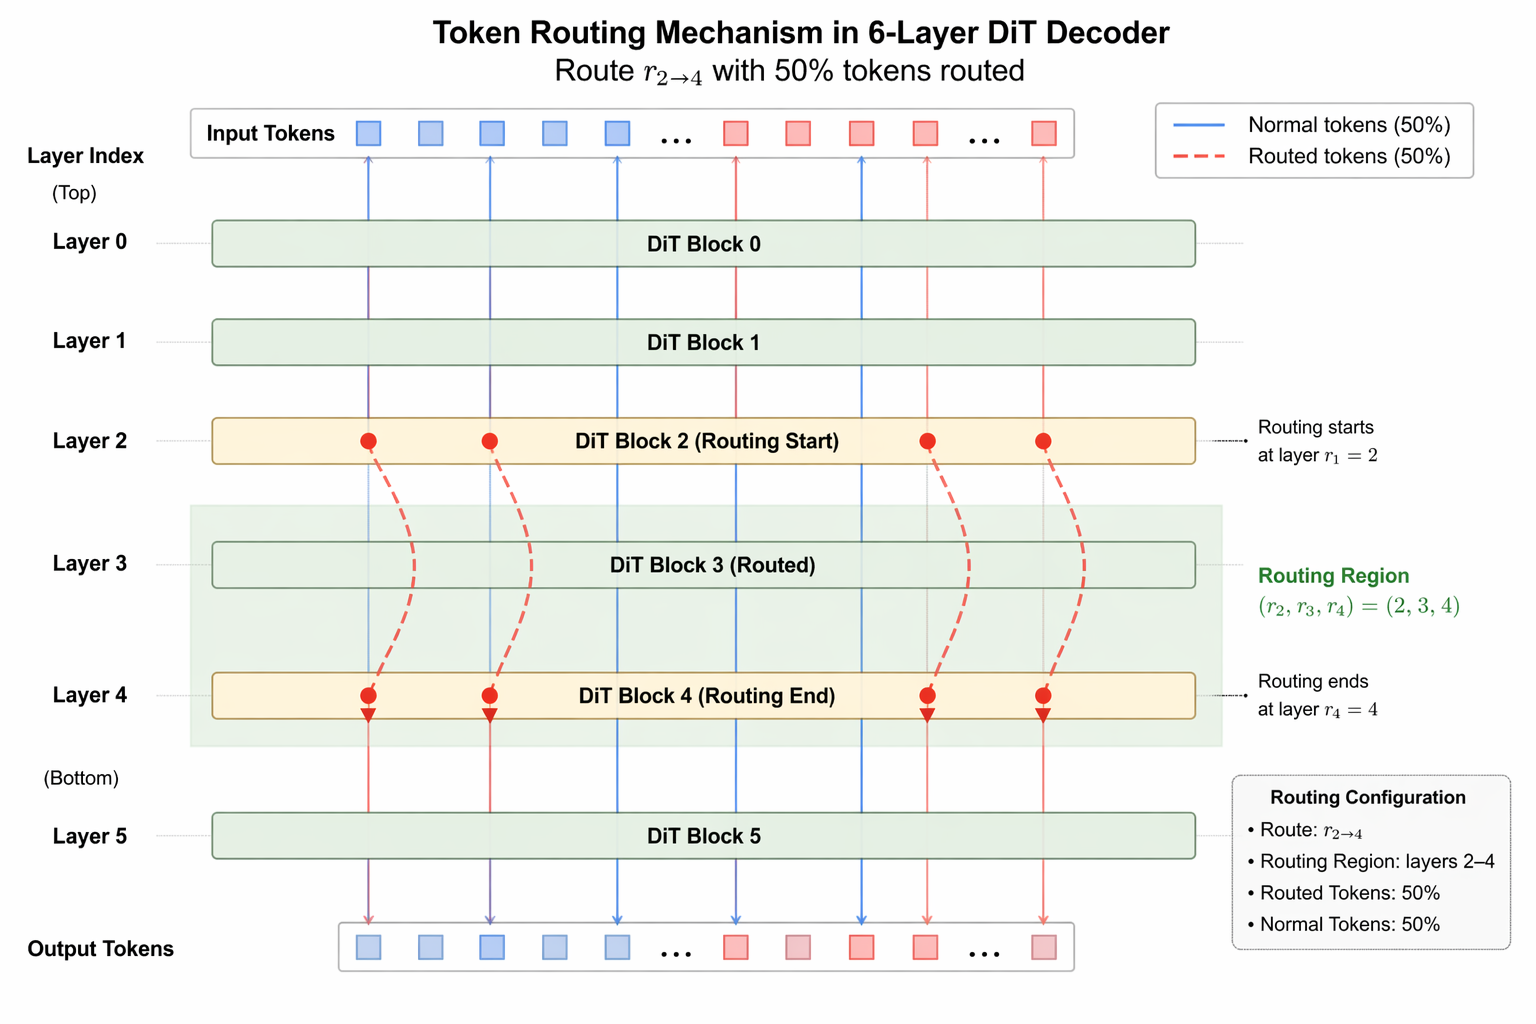 Token Routing Mechanism in 6-Layer DiT Decoder
Route r₂→₄ with 50% tokens routed
Input Tokens ... ...
Normal tokens (50%)
Routed tokens (50%)
Layer Index
(Top)
Layer 0
DiT Block 0
Layer 1
DiT Block 1
Layer 2
DiT Block 2 (Routing Start)
Routing starts
at layer r₁ = 2
Layer 3
DiT Block 3 (Routed)
Routing Region
(r₂, r₃, r₄) = (2, 3, 4)
Layer 4
DiT Block 4 (Routing End)
Routing ends
at layer r₄ = 4
(Bottom)
Layer 5
DiT Block 5
Routing Configuration
• Route: r₂→₄
• Routing Region: layers 2–4
• Routed Tokens: 50%
• Normal Tokens: 50%
Output Tokens ... ...